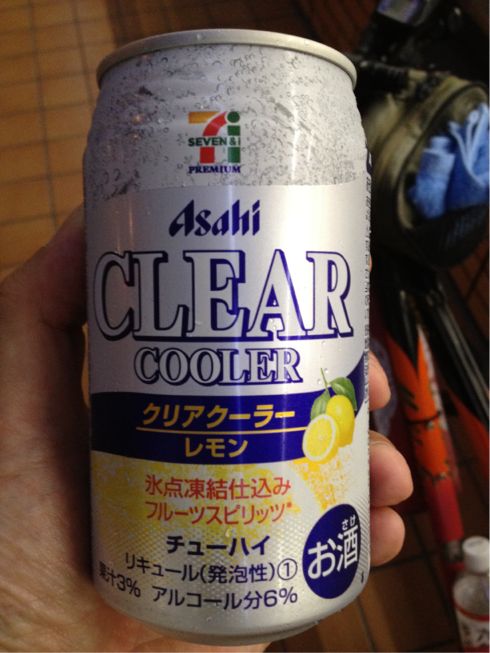 7i
SEVEN&i
PREMIUM
Asahi
CLEAR
COOLER
クリアクーラー
レモン
氷点凍結仕込み
フルーツスピリッツ*
チューハイ
リキュール(発泡性)①
果汁3% アルコール分6%
さけ
お酒